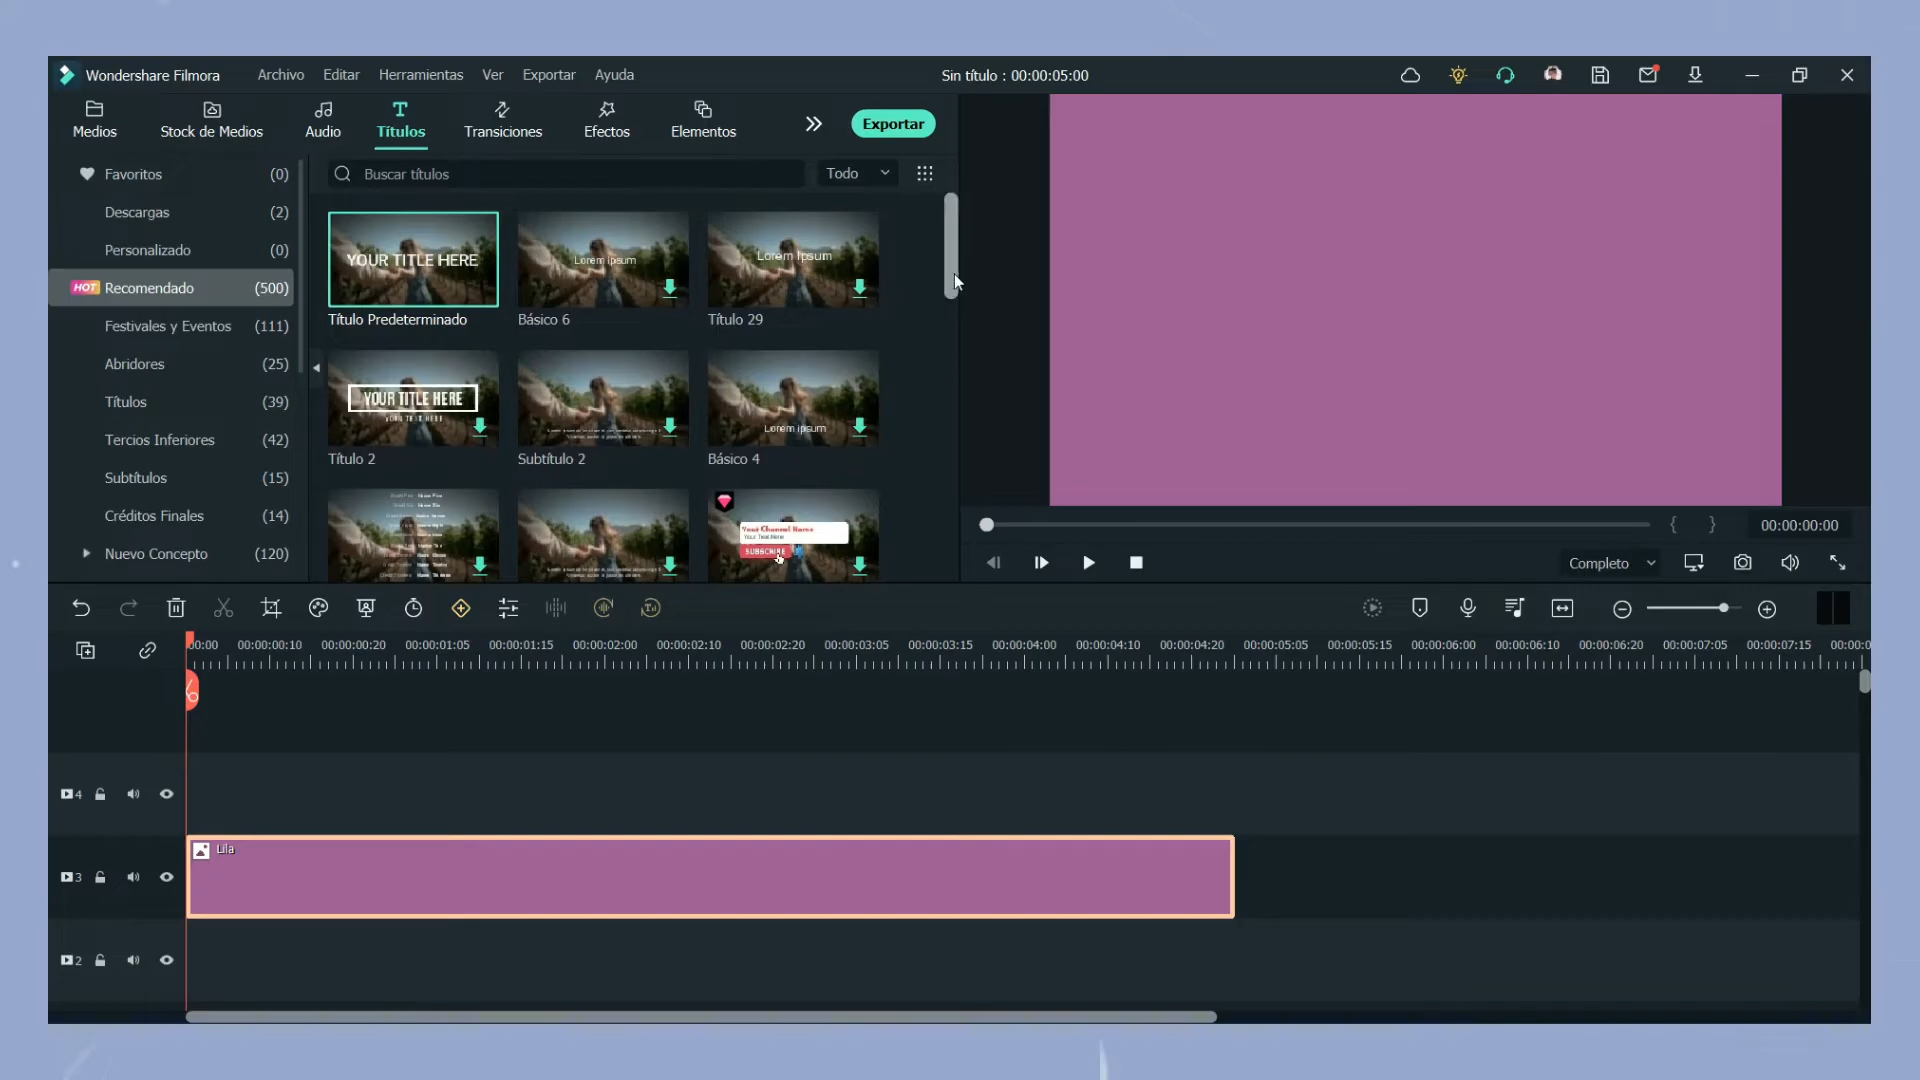 Wondershare Filmora Archivo Editar Herramientas Ver Exportar Ayuda Sin título : 00:00:05:00
Medios Stock de Medios Audio Títulos Transiciones Efectos Elementos Exportar
Favoritos (0)
Descargas (2)
Personalizado (0)
HOT Recomendado (500)
Festivales y Eventos (111)
Abridores (25)
Títulos (39)
Tercios Inferiores (42)
Subtítulos (15)
Créditos Finales (14)
Nuevo Concepto (120)
Buscar títulos Todo
YOUR TITLE HERE Lorem ipsum Lorem Ipsum
Título Predeterminado Básico 6 Título 29
YOUR TITLE HERE
YOUR TEXT HERE
Lorem ipsum
Título 2 Subtítulo 2 Básico 4
Your Channel Name
Your Text Here
SUBSCRIBE
{ } 00:00:00:00
Completo
00:00 00:00:00:10 00:00:00:20 00:00:01:05 00:00:01:15 00:00:02:00 00:00:02:10 00:00:02:20 00:00:03:05 00:00:03:15 00:00:04:00 00:00:04:10 00:00:04:20 00:00:05:05 00:00:05:15 00:00:06:00 00:00:06:10 00:00:06:20 00:00:07:05 00:00:07:15 00:00:0
4
3 Lila
2